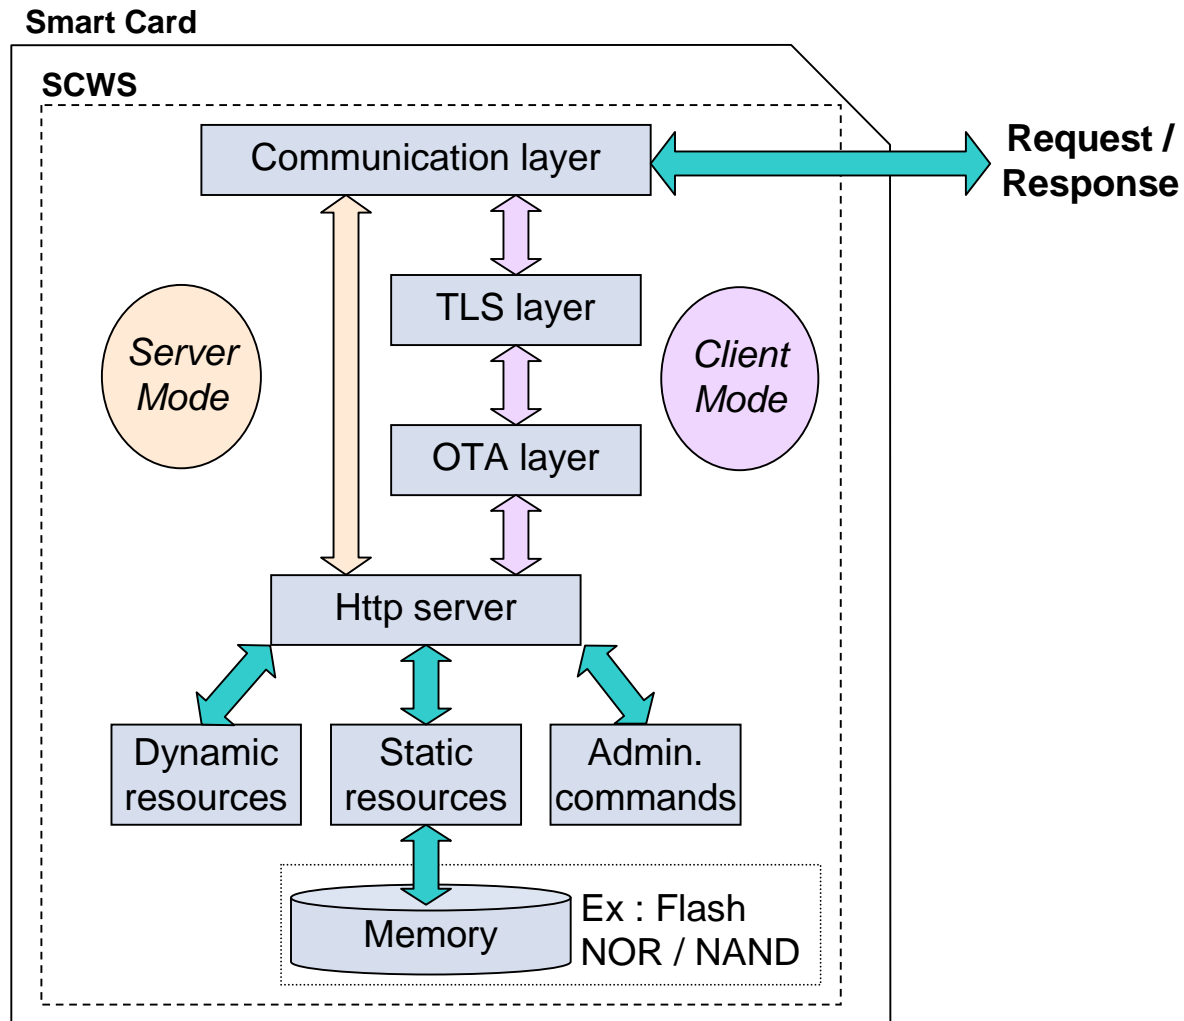 Smart Card
SCWS
Communication layer
Request /
Response
TLS layer
Server
Mode
Client
Mode
OTA layer
Http server
Dynamic
resources
Static
resources
Admin.
commands
Memory
Ex : Flash
NOR / NAND